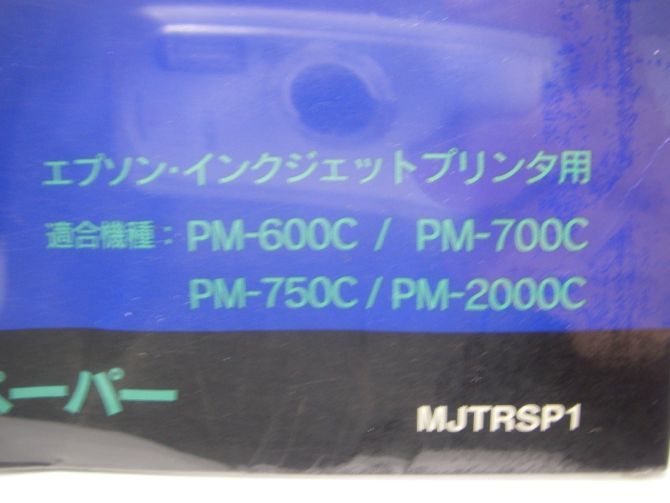 エプソン・インクジェットプリンタ用
適合機種：PM-600C / PM-700C
PM-750C / PM-2000C
ペーパー
MJTRSP1